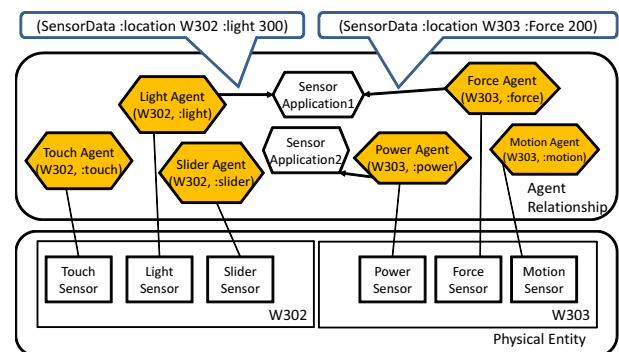 (SensorData :location W302 :light 300)
(SensorData :location W303 :Force 200)
Light Agent
(W302, :light)
Sensor
Application1
Force Agent
(W303, :force)
Touch Agent
(W302, :touch)
Slider Agent
(W302, :slider)
Sensor
Application2
Power Agent
(W303, :power)
Motion Agent
(W303, :motion)
Agent
Relationship
Touch
Sensor
Light
Sensor
Slider
Sensor
W302
Power
Sensor
Force
Sensor
Motion
Sensor
W303
Physical Entity